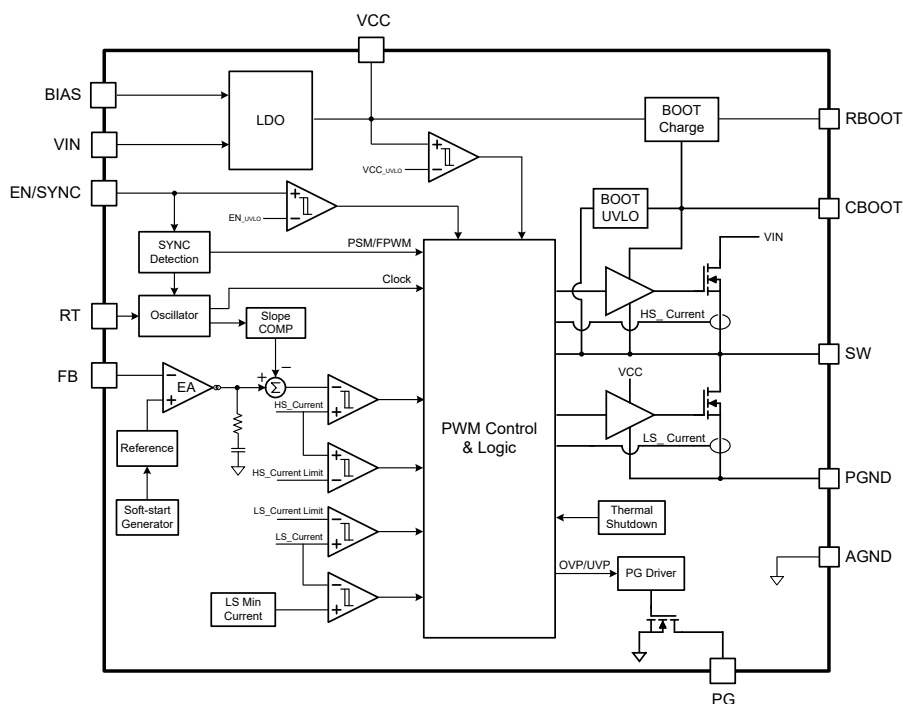 VCC
BIAS
VIN
EN/SYNC
RT
FB
LDO
BOOT
Charge
RBOOT
VCC_UVLO
EN_UVLO
BOOT
UVLO
CBOOT
SYNC
Detection
PSM/FPWM
VIN
Clock
Oscillator
Slope
COMP
HS_ Current
SW
EA
+
−
Σ
HS_Current
VCC
PWM Control
& Logic
LS_ Current
Reference
HS_Current Limit
PGND
Soft-start
Generator
LS_Current Limit
LS_Current
Thermal
Shutdown
AGND
OVP/UVP
PG Driver
LS Min
Current
PG